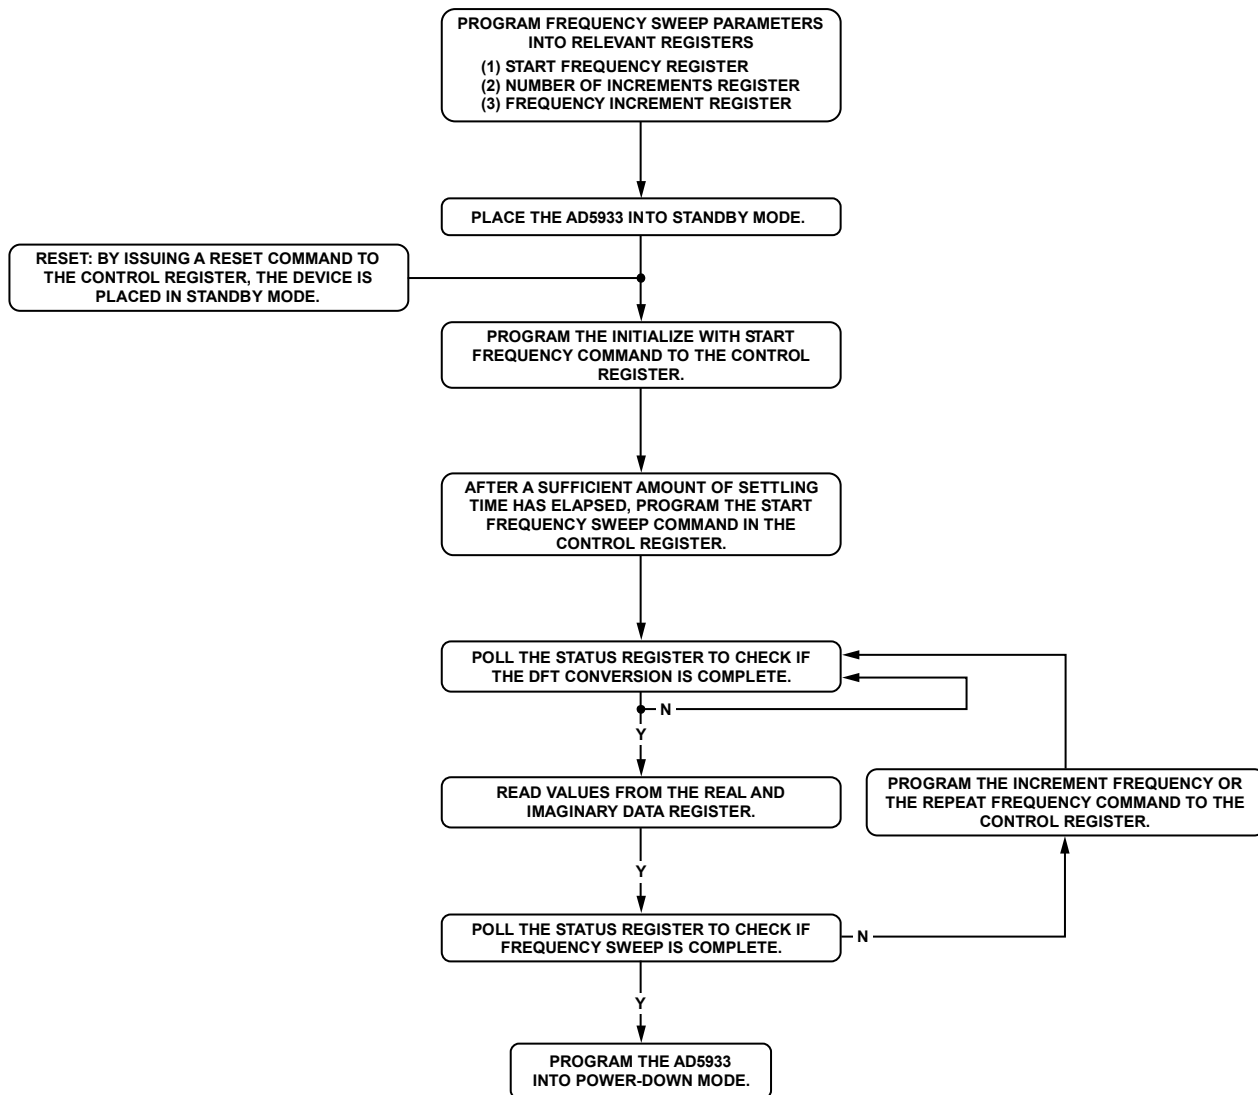 PROGRAM FREQUENCY SWEEP PARAMETERS
INTO RELEVANT REGISTERS
(1) START FREQUENCY REGISTER
(2) NUMBER OF INCREMENTS REGISTER
(3) FREQUENCY INCREMENT REGISTER
PLACE THE AD5933 INTO STANDBY MODE.
RESET: BY ISSUING A RESET COMMAND TO
THE CONTROL REGISTER, THE DEVICE IS
PLACED IN STANDBY MODE.
PROGRAM THE INITIALIZE WITH START
FREQUENCY COMMAND TO THE CONTROL
REGISTER.
AFTER A SUFFICIENT AMOUNT OF SETTLING
TIME HAS ELAPSED, PROGRAM THE START
FREQUENCY SWEEP COMMAND IN THE
CONTROL REGISTER.
POLL THE STATUS REGISTER TO CHECK IF
THE DFT CONVERSION IS COMPLETE.
N
Y
READ VALUES FROM THE REAL AND
IMAGINARY DATA REGISTER.
PROGRAM THE INCREMENT FREQUENCY OR
THE REPEAT FREQUENCY COMMAND TO THE
CONTROL REGISTER.
Y
POLL THE STATUS REGISTER TO CHECK IF
FREQUENCY SWEEP IS COMPLETE.
N
Y
PROGRAM THE AD5933
INTO POWER-DOWN MODE.